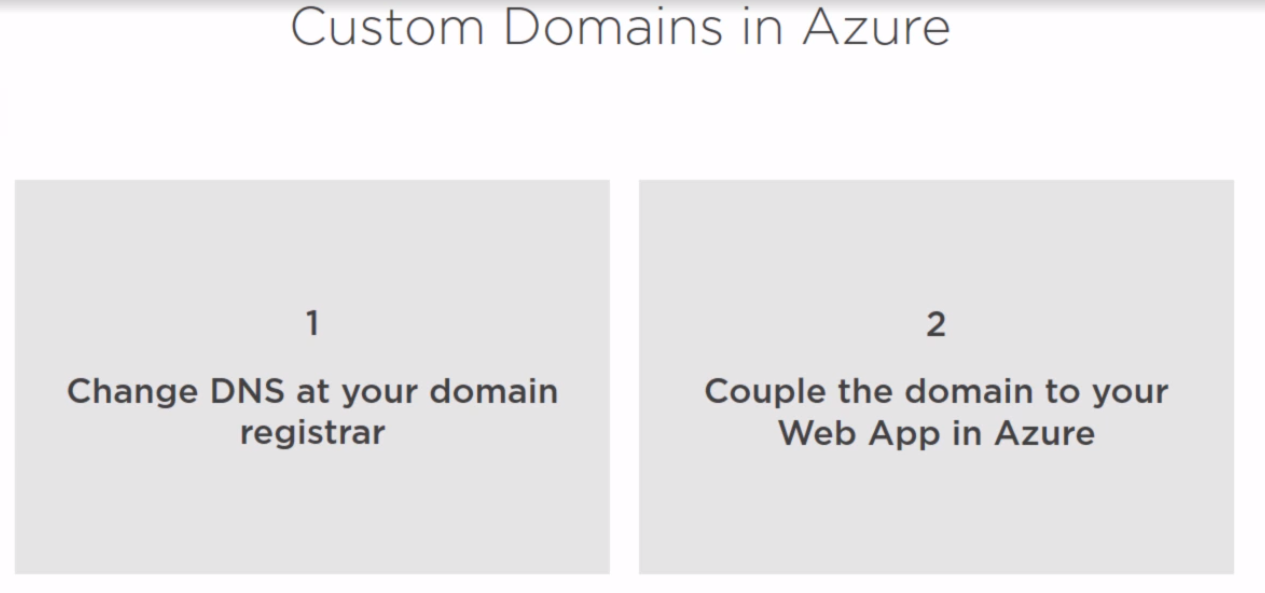 Custom Domains in Azure
1
Change DNS at your domain
registrar
2
Couple the domain to your
Web App in Azure